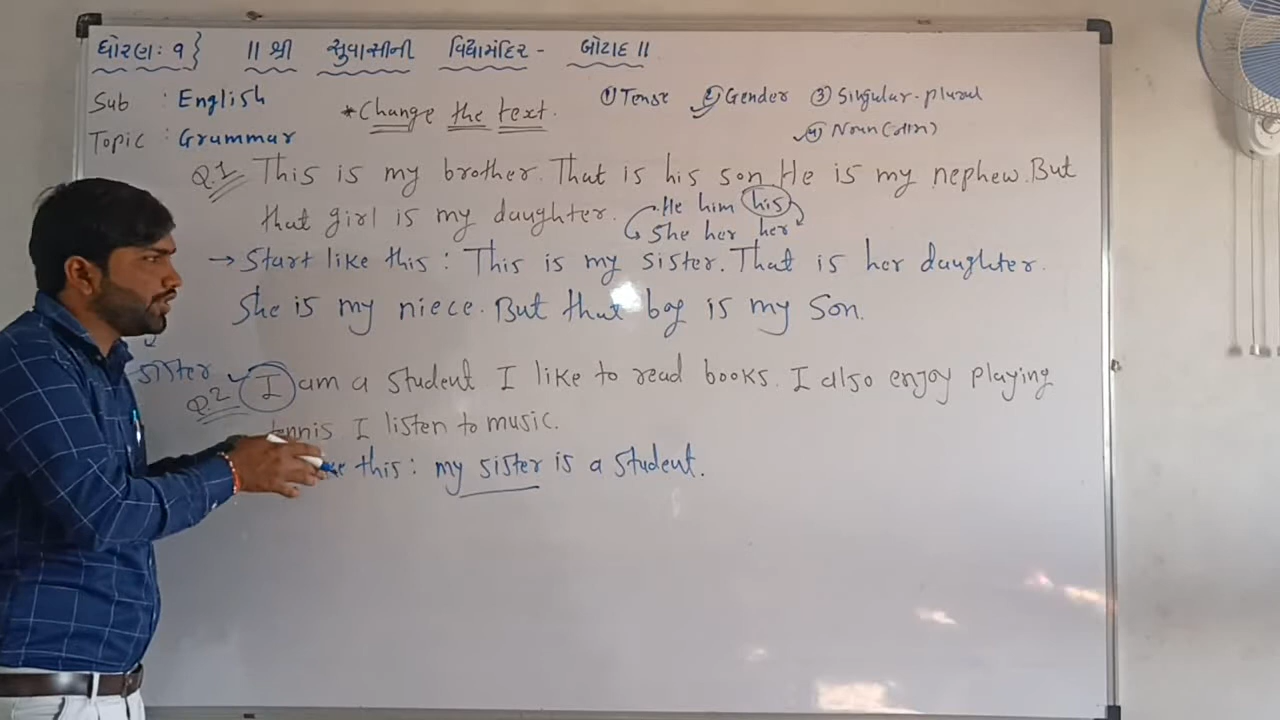 ધોરણ: ૧} ॥ શ્રી સુવાસીની વિદ્યામંદિર - બોટાદ ॥
Sub : English
*Change the text.
① Tense ② Gender ③ Singular-plural
Topic : Grammar
④ Noun (નામ)
Q.1 This is my brother. That is his son He is my nephew. But
that girl is my daughter.
He him his
She her her
→ Start like this : This is my sister. That is her daughter.
She is my niece. But that boy is my son.
sister
Q.2 I am a student I like to read books. I also enjoy playing
tennis I listen to music.
this : my sister is a student.